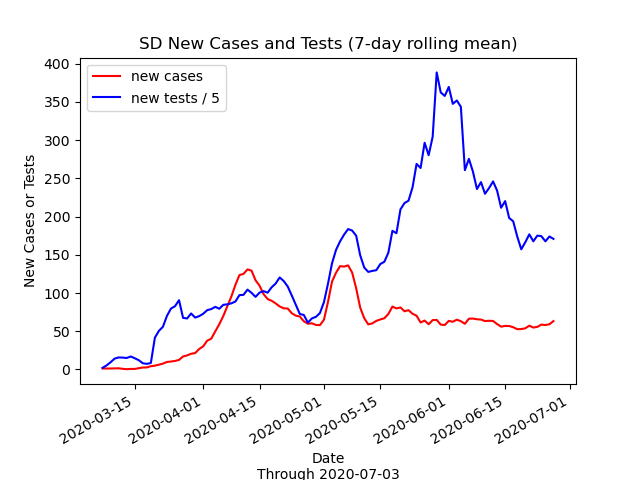 SD New Cases and Tests (7-day rolling mean)
new cases
new tests / 5
New Cases or Tests
400
350
300
250
200
150
100
50
0
2020-03-15
2020-04-01
2020-04-15
2020-05-01
2020-05-15
2020-06-01
2020-06-15
2020-07-01
Date
Through 2020-07-03